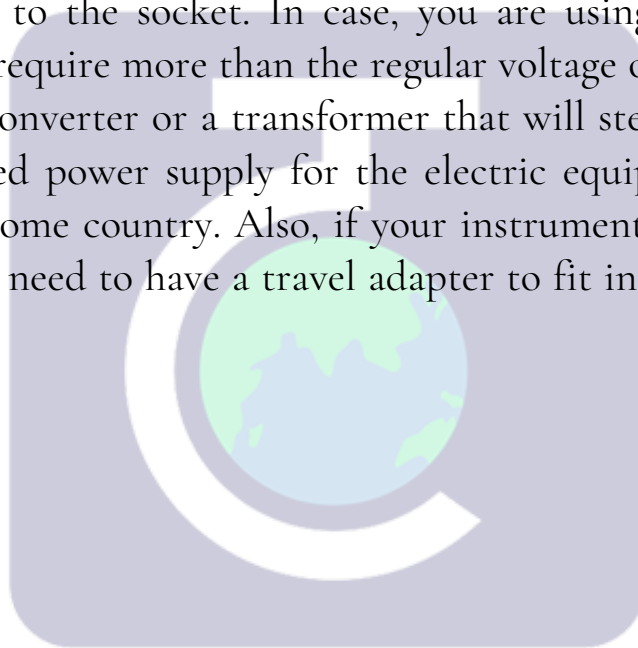 to the socket. In case, you are using
require more than the regular voltage o
onverter or a transformer that will ste
ed power supply for the electric equip
ome country. Also, if your instrument
need to have a travel adapter to fit in